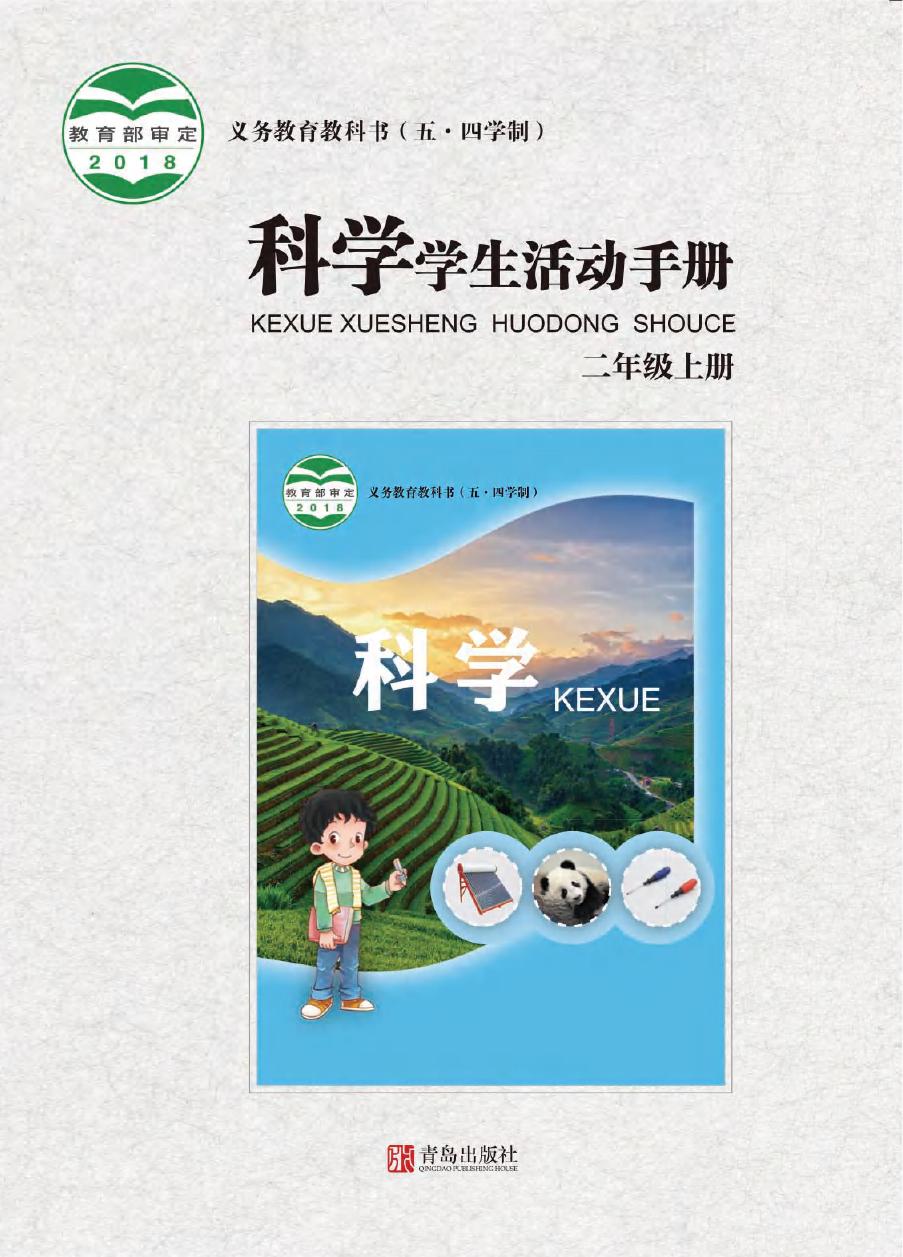 教育部审定
2018
义务教育教科书（五·四学制）
科学学生活动手册
KEXUE XUESHENG HUODONG SHOUCE
二年级上册
教育部审定
2018
义务教育教科书（五·四学制）
科学
KEXUE
青岛出版社
QINGDAO PUBLISHING HOUSE